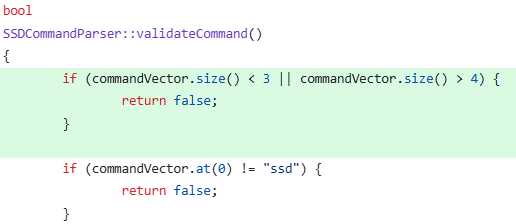 bool
SSDCommandParser::validateCommand()
{
        if (commandVector.size() < 3 || commandVector.size() > 4) {
                return false;
        }

        if (commandVector.at(0) != "ssd") {
                return false;
        }